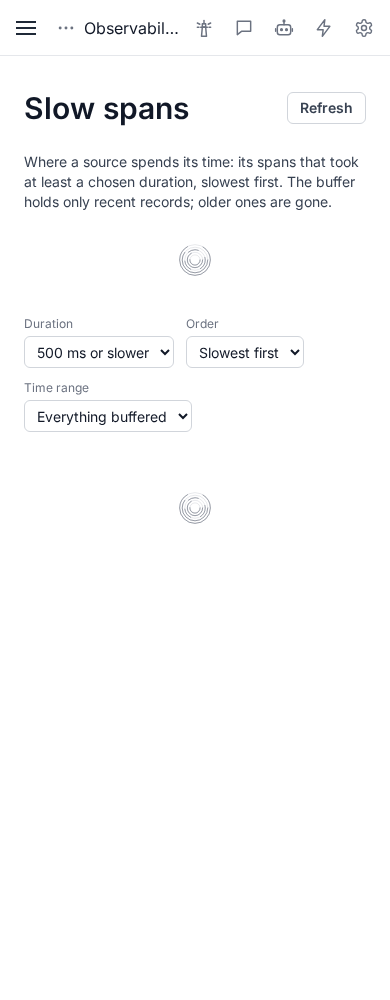 Observabil...
Slow spans
Refresh
Where a source spends its time: its spans that took
at least a chosen duration, slowest first. The buffer
holds only recent records; older ones are gone.
Duration
Order
500 ms or slower
Slowest first
Time range
Everything buffered